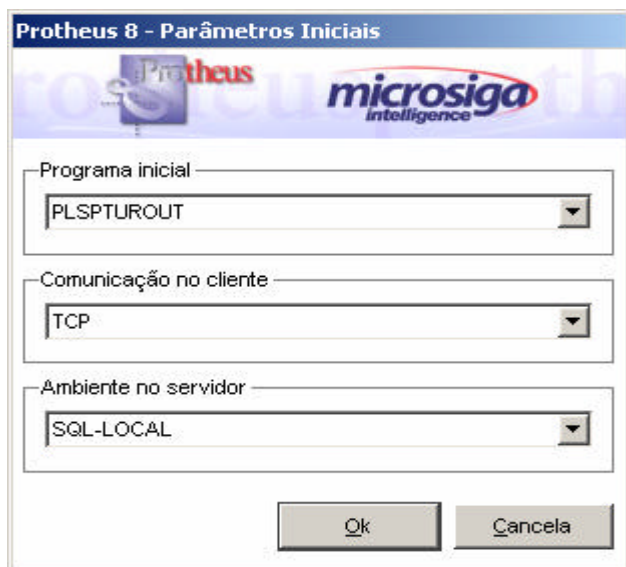 Protheus 8 - Parâmetros Iniciais
Protheus
microsiga
intelligence
Programa inicial
PLSPTUROUT
Comunicação no cliente
TCP
Ambiente no servidor
SQL-LOCAL
Ok Cancela